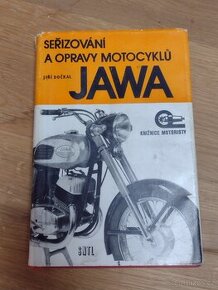 SEŘIZOVÁNÍ
A OPRAVY MOTOCYKLŮ
JIŘÍ DOČKAL
JAWA
KNIŽNICE MOTORISTY
SNTL